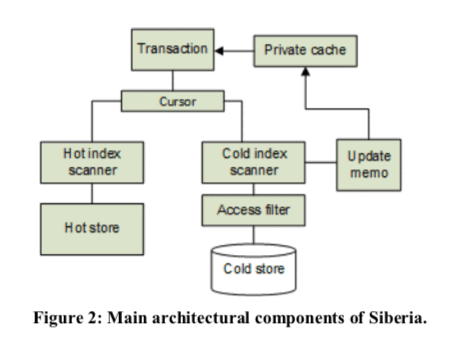 Transaction
Private cache
Cursor
Hot index
scanner
Cold index
scanner
Update
memo
Hot store
Access filter
Cold store
Figure 2: Main architectural components of Siberia.